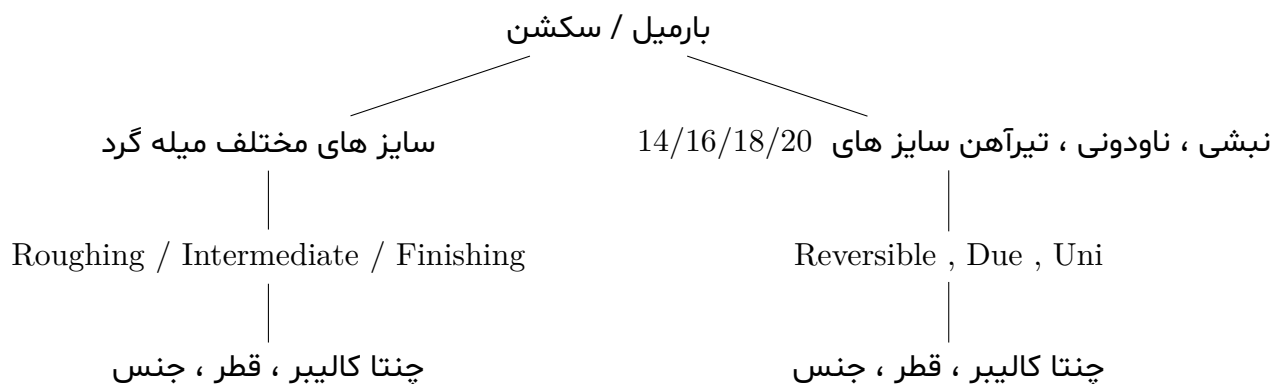 بارمیل / سکشن
نبشی ، ناودونی ، تیرآهن سایز های 14/16/18/20
سایز های مختلف میله گرد
Reversible , Due , Uni
Roughing / Intermediate / Finishing
چنتا کالیبر ، قطر ، جنس
چنتا کالیبر ، قطر ، جنس